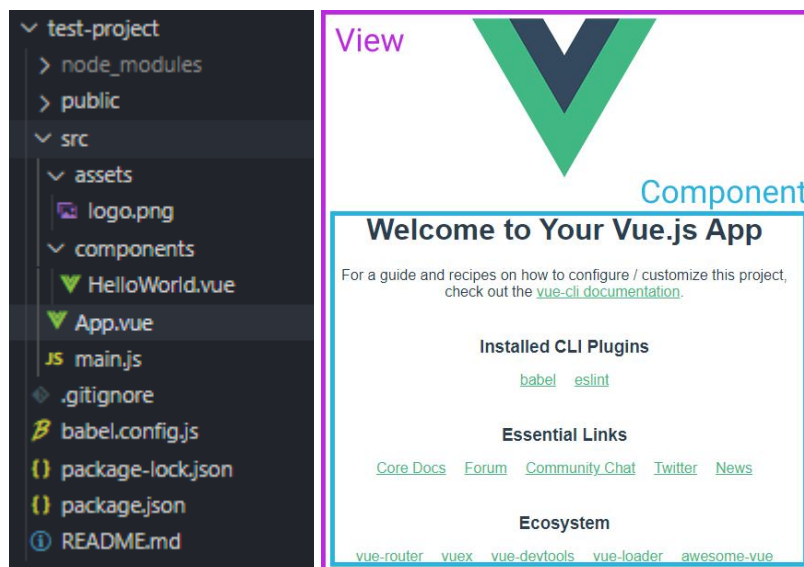 test-project
node_modules
public
src
assets
logo.png
components
HelloWorld.vue
App.vue
JS main.js
.gitignore
babel.config.js
{} package-lock.json
{} package.json
README.md
View
Component
Welcome to Your Vue.js App
For a guide and recipes on how to configure / customize this project,
check out the vue-cli documentation.
Installed CLI Plugins
babel eslint
Essential Links
Core Docs Forum Community Chat Twitter News
Ecosystem
vue-router vuex vue-devtools vue-loader awesome-vue